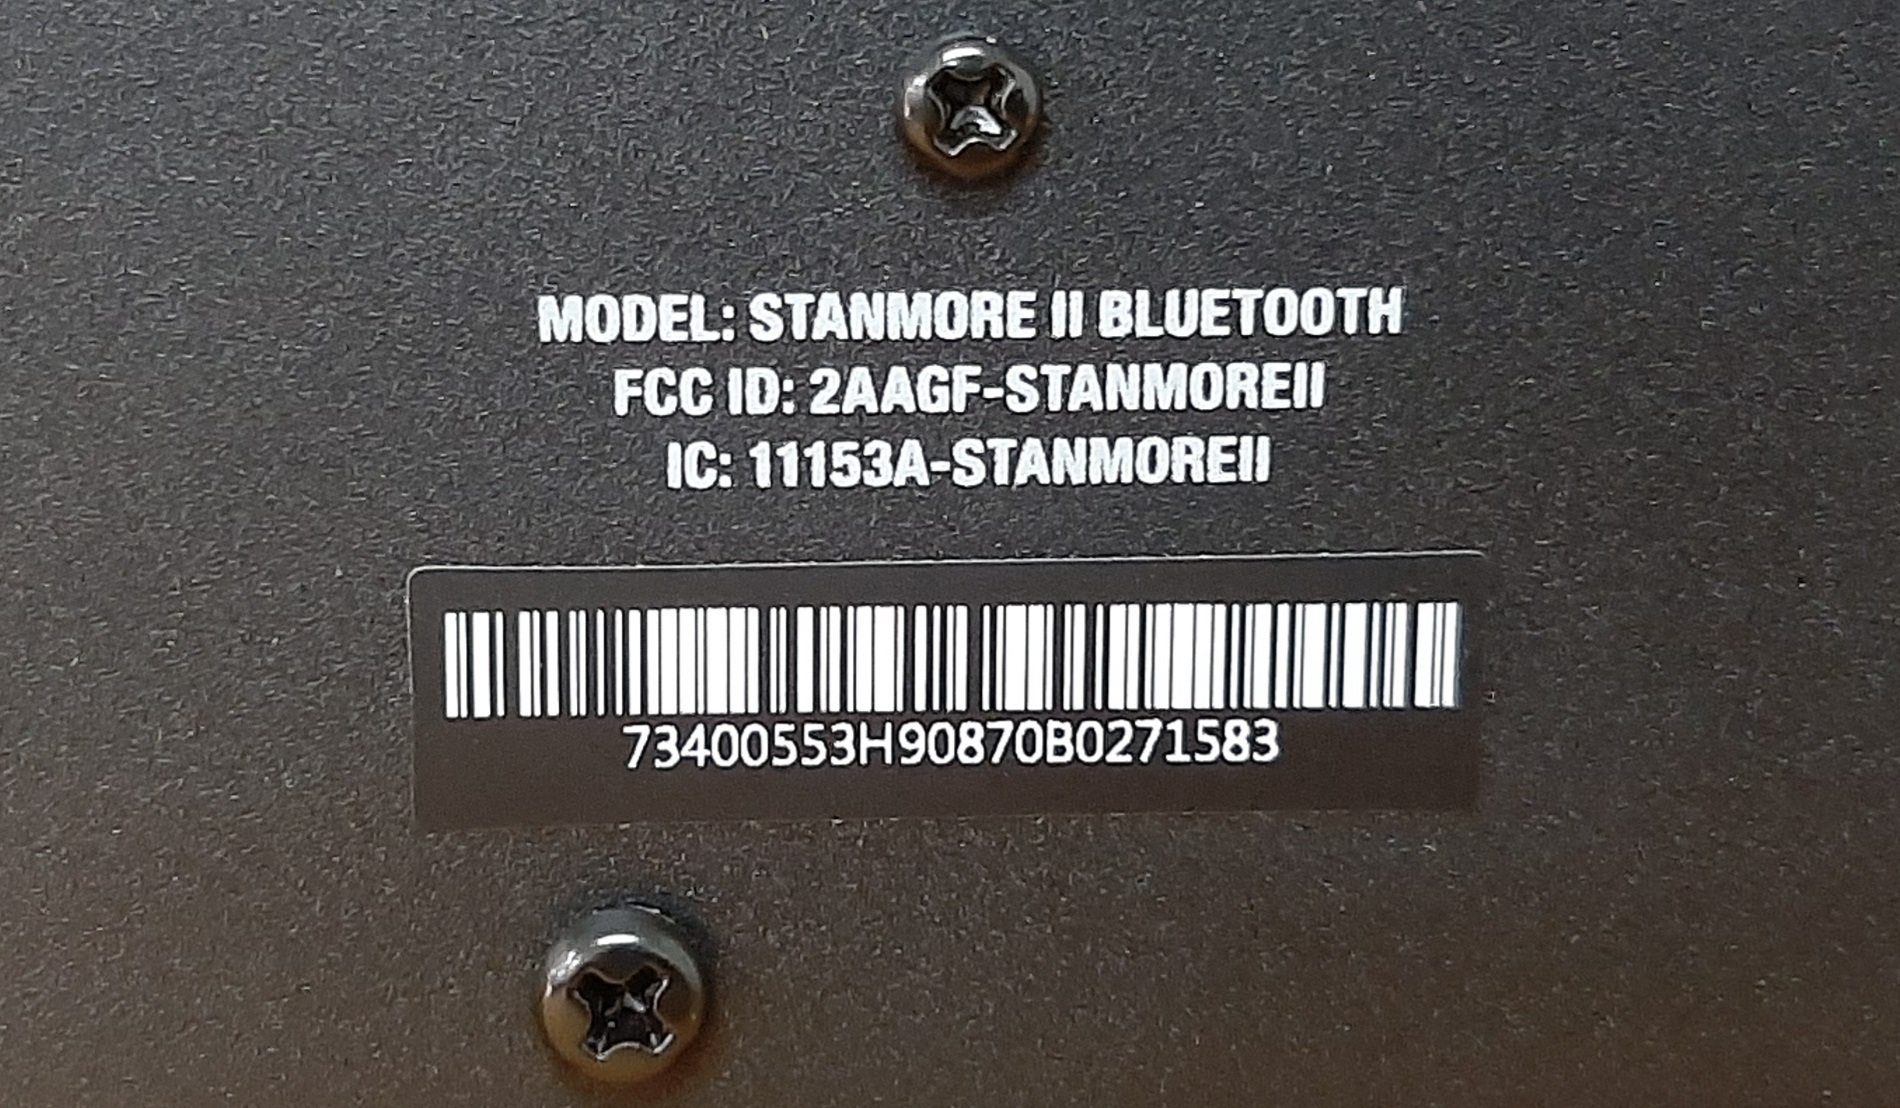 MODEL: STANMORE II BLUETOOTH
FCC ID: 2AAGF-STANMOREII
IC: 11153A-STANMOREII
73400553H90870B0271583